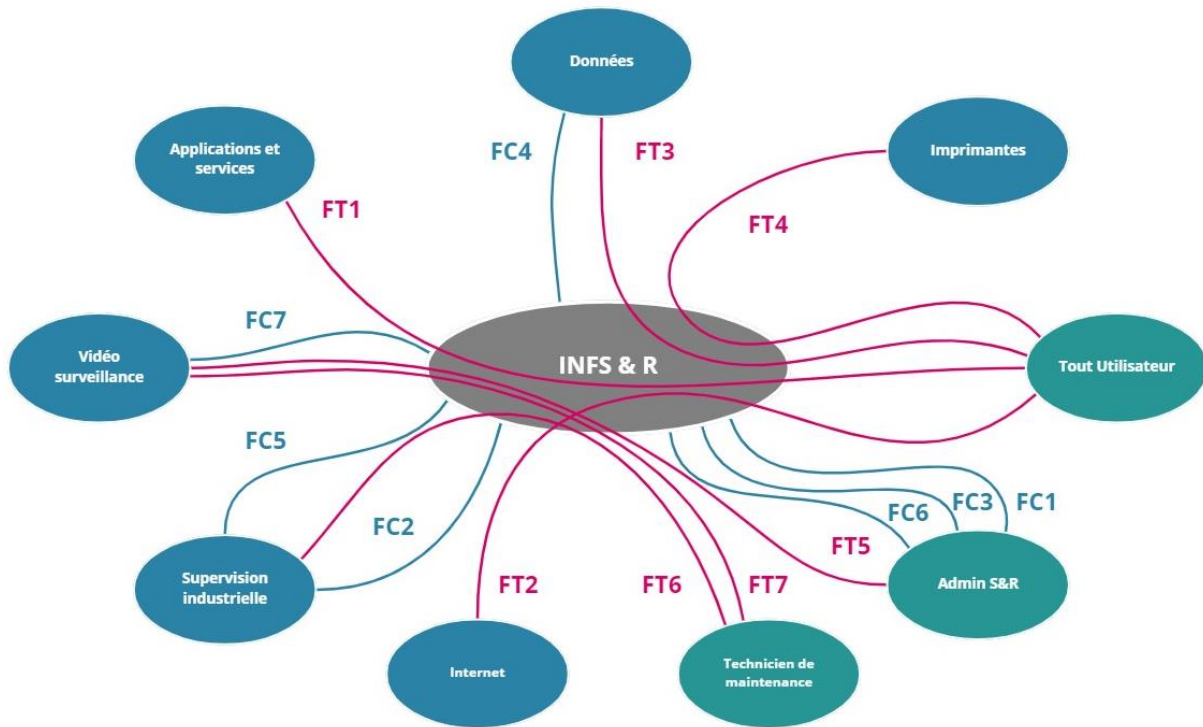 Données
Applications et
services
Imprimantes
FC4
FT3
FT1
FT4
FC7
Vidéo
surveillance
INFS & R
Tout Utilisateur
FC5
FC2
FC6
FC3
FC1
FT5
Supervision
industrielle
FT2
FT6
FT7
Admin S&R
Internet
Technicien de
maintenance